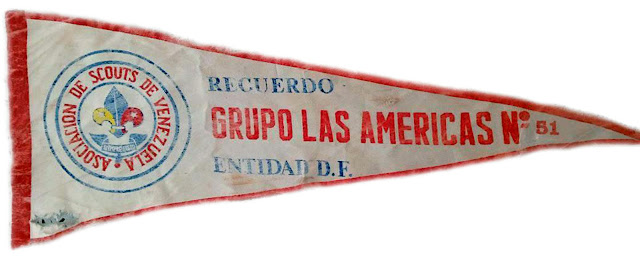 ASOCIACION DE SCOUTS DE VENEZUELA
RECUERDO
GRUPO LAS AMERICAS Nº 51
ENTIDAD D.F.